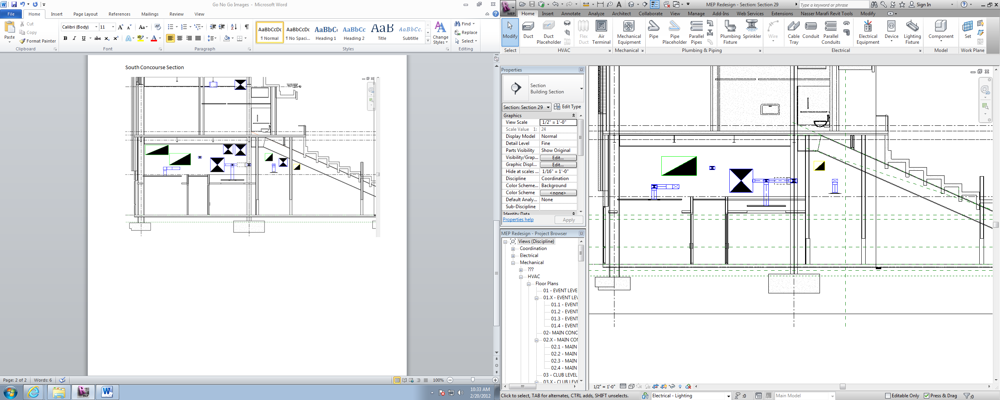 Go No Go Images - Microsoft Word
File Home Insert Page Layout References Mailings Review View
Paste
Cut
Copy
Format Painter
Clipboard
Calibri (Body) 11
Font
Paragraph
AaBbCcDc AaBbCcDc AaBbCc AaBbCc AaB AaBbCc.
¶ Normal ¶ No Spaci... Heading 1 Heading 2 Title Subtitle
Change Styles
Styles
Find
Replace
Select
Editing
South Concourse Section
Page: 2 of 2 Words: 6
100%
10:33 AM
2/20/2012
MEP Redesign - Section: Section 29
Type a keyword or phrase
Sign In
Home Insert Annotate Analyze Architect Collaborate View Manage Add-Ins Web Services Extensions Nasser Marafi Revit Tools Modify
Modify
Select
Duct
Duct Placeholder
Flex Duct
Air Terminal
HVAC
Mechanical Equipment
Mechanical
Pipe
Pipe Placeholder
Parallel Pipes
Plumbing Fixture
Sprinkler
Plumbing & Piping
Wire
Cable Tray
Conduit
Parallel Conduits
Electrical Equipment
Device
Lighting Fixture
Electrical
Component
Model
Set
Work Plane
Properties
Section
Building Section
Section: Section 29
Edit Type
Graphics
View Scale 1/2" = 1'-0"
Scale Value 1: 24
Display Model Normal
Detail Level Fine
Parts Visibility Show Original
Visibility/Grap... Edit...
Graphic Displ... Edit...
Hide at scales ... 1/16" = 1'-0"
Discipline Coordination
Color Scheme... Background
Color Scheme <none>
Default Analy... None
Sub-Discipline
Identity Data
Properties help
Apply
MEP Redesign - Project Browser
Views (Discipline)
Coordination
Electrical
Mechanical
???
HVAC
Floor Plans
01 - EVENT LEVE
01.X - EVENT LEV
01.1 - EVENT
01.2 - EVENT
01.3 - EVENT
01.4 - EVENT
02- MAIN CONC
02.X - MAIN CON
02.1 - MAIN
02.2 - MAIN
02.3 - MAIN
02.4 - MAIN
03 - CLUB LEVEL
03.X - CLUB LEVE
1/2" = 1'-0"
Click to select, TAB for alternates, CTRL adds, SHIFT unselects.
Electrical - Lighting
:0
Main Model
Editable Only
Press & Drag
:0